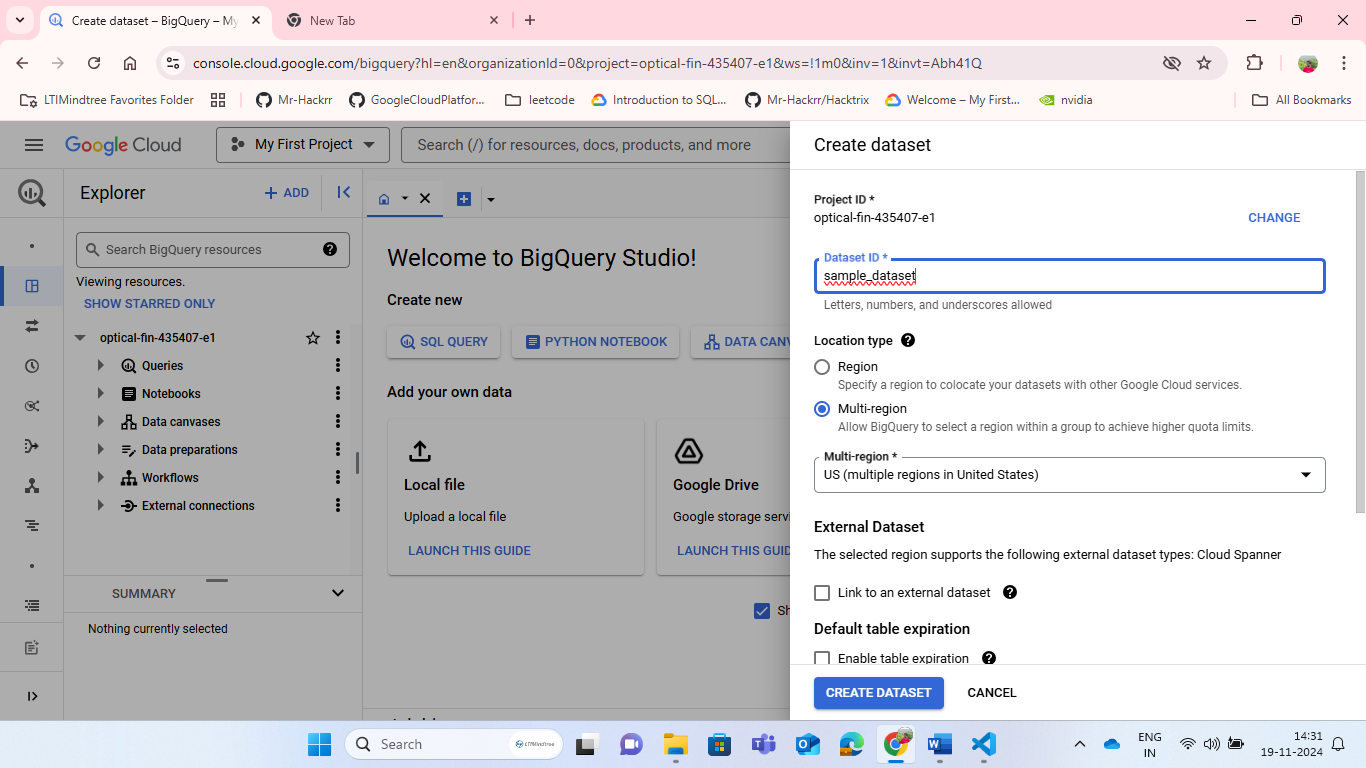 Create dataset – BigQuery – My
New Tab
console.cloud.google.com/bigquery?hl=en&organizationId=0&project=optical-fin-435407-e1&ws=!1m0&inv=1&invt=Abh41Q
LTIMindtree Favorites Folder
Mr-Hackrr
GoogleCloudPlatfor...
leetcode
Introduction to SQL...
Mr-Hackrr/Hacktrix
Welcome – My First...
nvidia
All Bookmarks
Google Cloud
My First Project
Search (/) for resources, docs, products, and more
Explorer
+ ADD
Search BigQuery resources
Viewing resources.
SHOW STARRED ONLY
optical-fin-435407-e1
Queries
Notebooks
Data canvases
Data preparations
Workflows
External connections
SUMMARY
Nothing currently selected
Welcome to BigQuery Studio!
Create new
SQL QUERY
PYTHON NOTEBOOK
DATA CANV
Add your own data
Local file
Upload a local file
LAUNCH THIS GUIDE
Google Drive
Google storage servi
LAUNCH THIS GUID
Sh
Create dataset
Project ID *
optical-fin-435407-e1
CHANGE
Dataset ID *
sample_dataset
Letters, numbers, and underscores allowed
Location type
Region
Specify a region to colocate your datasets with other Google Cloud services.
Multi-region
Allow BigQuery to select a region within a group to achieve higher quota limits.
Multi-region *
US (multiple regions in United States)
External Dataset
The selected region supports the following external dataset types: Cloud Spanner
Link to an external dataset
Default table expiration
Enable table expiration
CREATE DATASET
CANCEL
Search
LTIMindtree
ENG
IN
14:31
19-11-2024